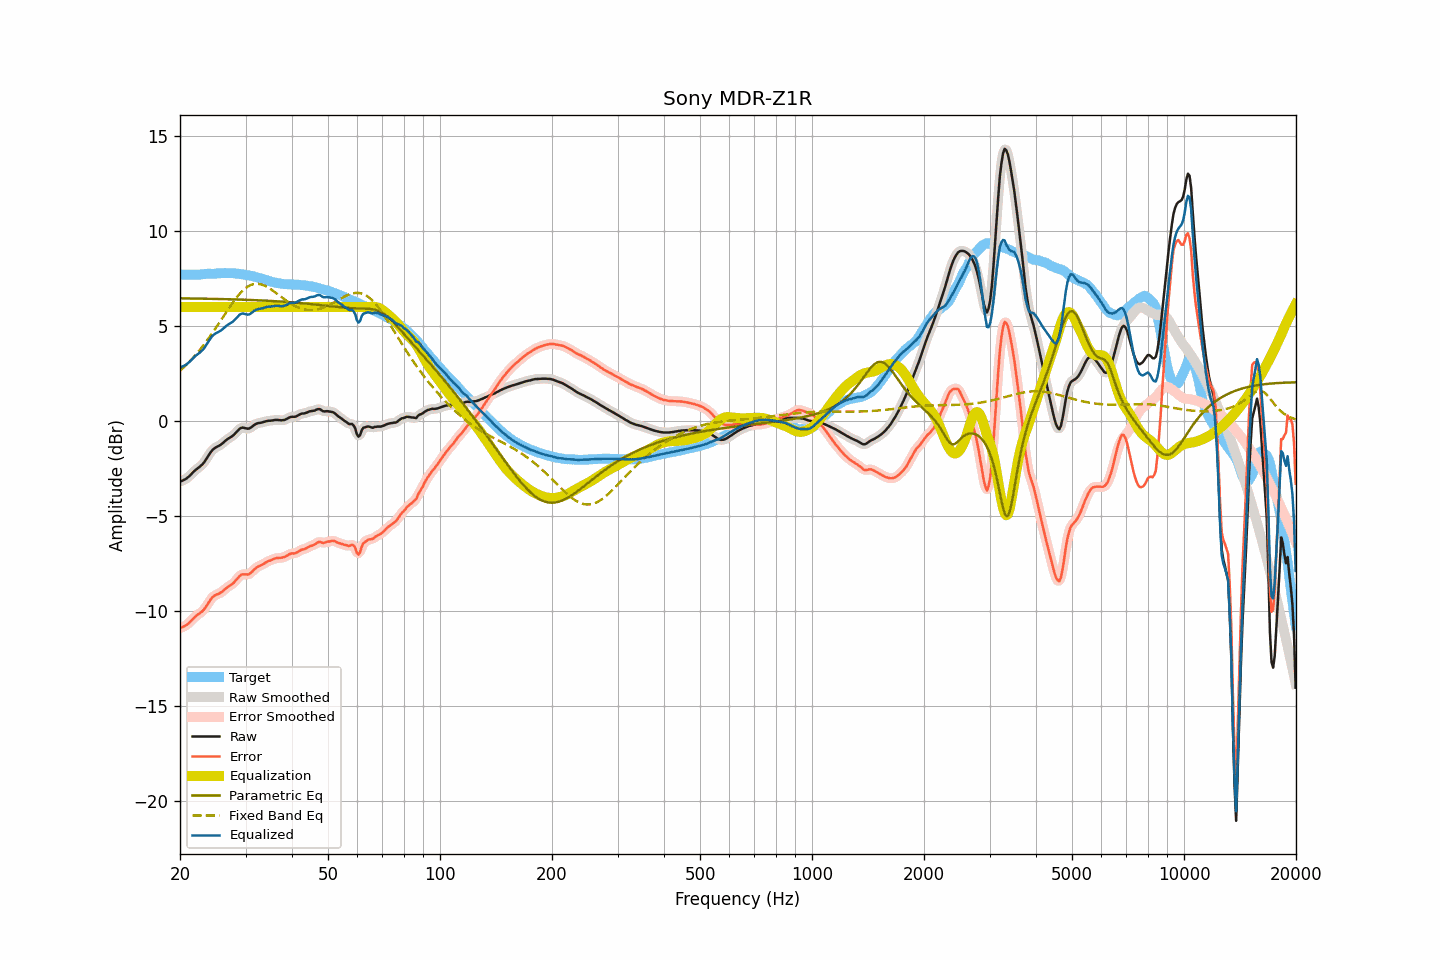 Sony MDR-Z1R
15
10
5
0
−5
−10
−15
−20
Amplitude (dBr)
Target
Raw Smoothed
Error Smoothed
Raw
Error
Equalization
Parametric Eq
Fixed Band Eq
Equalized
20 50 100 200 500 1000 2000 5000 10000 20000
Frequency (Hz)